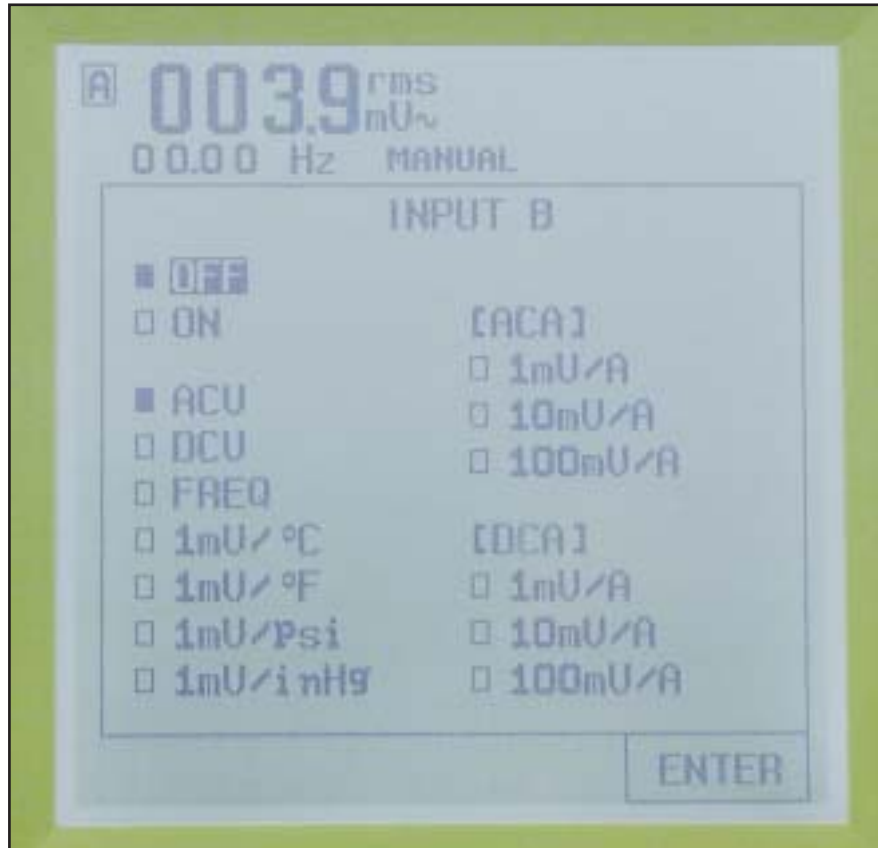 A 003.9 rms mV~
00.00 Hz MANUAL
INPUT B
OFF
ON
ACV
DCV
FREQ
1mV/°C
1mV/°F
1mV/Psi
1mV/inHg
[ACA]
1mV/A
10mV/A
100mV/A
[DCA]
1mV/A
10mV/A
100mV/A
ENTER